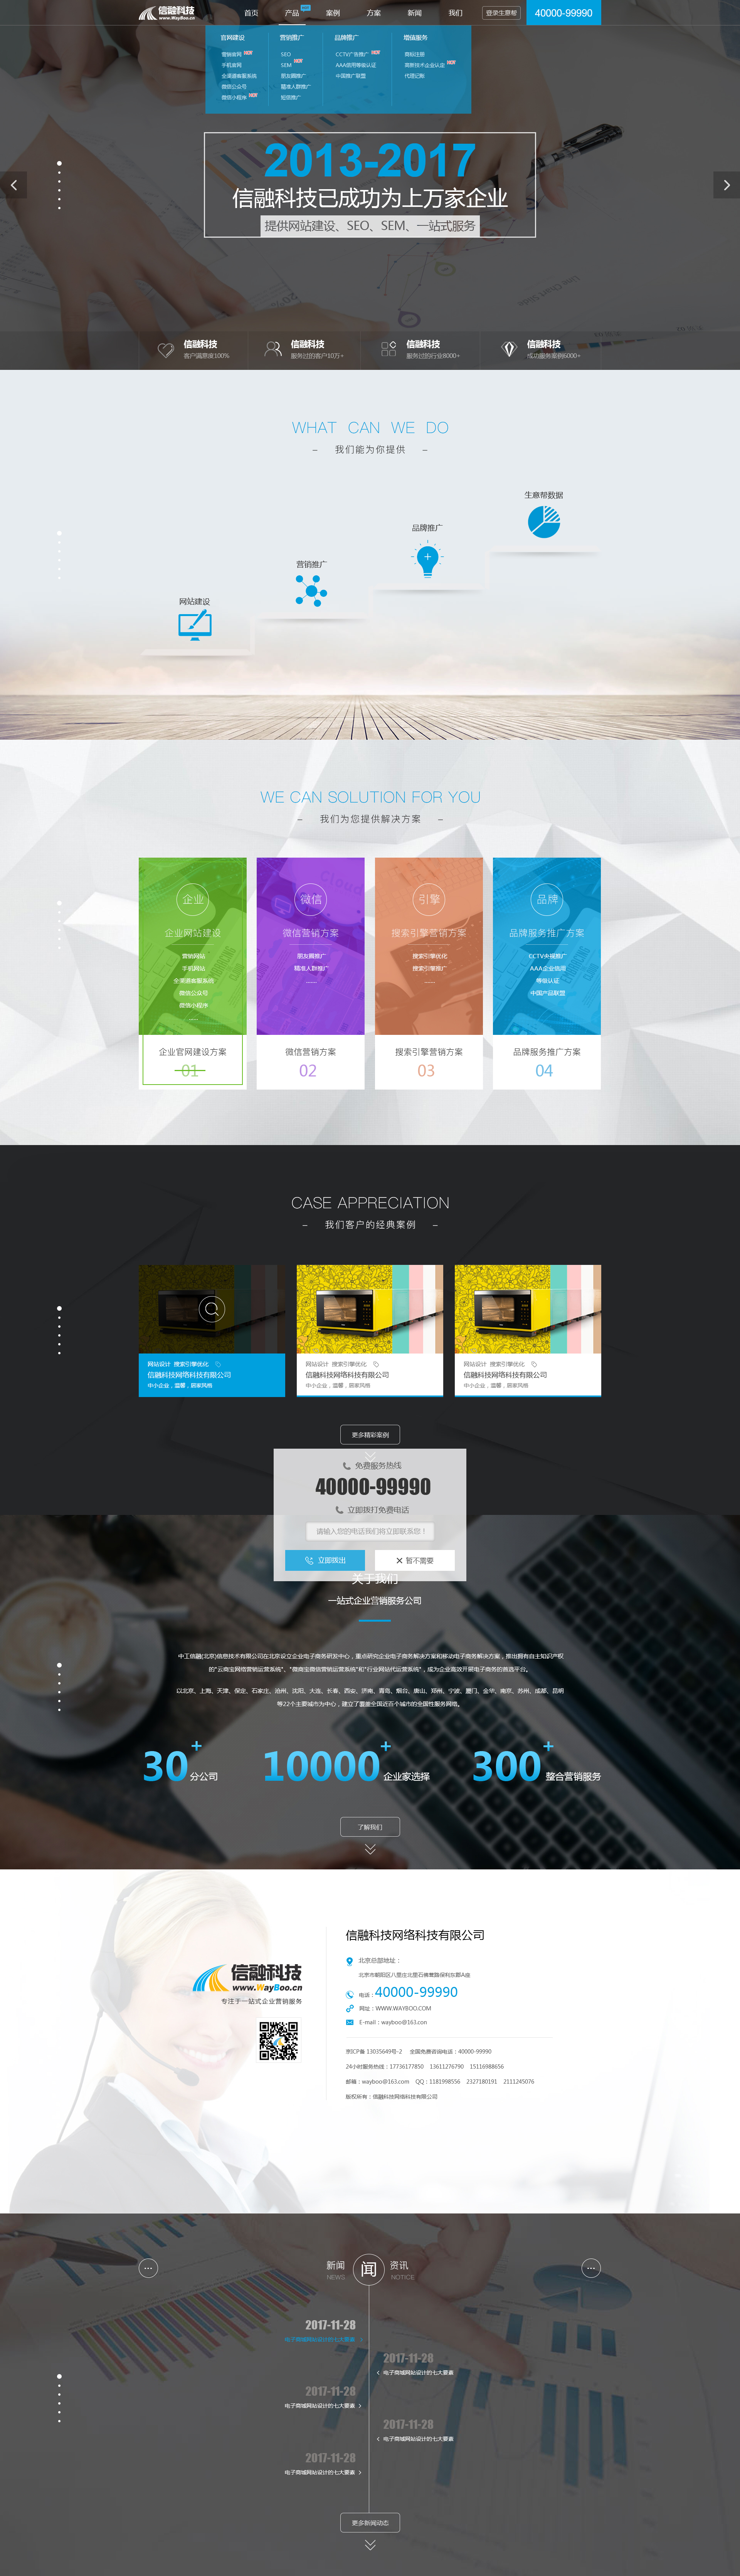 信融科技
www.WayBoo.cn
首页 产品 案例 方案 新闻 我们 登录生意帮 40000-99990
官网建设 营销推广 品牌推广 增值服务
营销官网 HOT
手机官网
全渠道客服系统
微信公众号
微信小程序 HOT
SEO
SEM HOT
朋友圈推广
精准人群推广
短信推广
CCTV广告推广 HOT
AAA信用等级认证
中国推广联盟
商标注册
高新技术企业认证 HOT
代理记账
2013-2017
信融科技已成功为上万家企业
提供网站建设、SEO、SEM、一站式服务
信融科技
客户满意度100%
信融科技
服务过的客户10万+
信融科技
服务过的行业8000+
信融科技
成功服务案例6000+
WHAT CAN WE DO
– 我们能为你提供 –
生意帮数据
品牌推广
营销推广
网站建设
WE CAN SOLUTION FOR YOU
– 我们为您提供解决方案 –
企业
企业网站建设
营销网站
手机网站
全渠道客服系统
微信公众号
微信小程序
企业官网建设方案
01
微信
微信营销方案
朋友圈推广
精准人群推广
微信营销方案
02
引擎
搜索引擎营销方案
搜索引擎优化
搜索引擎推广
搜索引擎营销方案
03
品牌
品牌服务推广方案
CCTV央视推广
AAA企业信用
等级认证
中国产品联盟
品牌服务推广方案
04
CASE APPRECIATION
– 我们客户的经典案例 –
网站设计 搜索引擎优化
信融科技网络科技有限公司
中小企业，温馨，居家风格
网站设计 搜索引擎优化
信融科技网络科技有限公司
中小企业，温馨，居家风格
网站设计 搜索引擎优化
信融科技网络科技有限公司
中小企业，温馨，居家风格
更多精彩案例
免费服务热线
40000-99990
立即拨打免费电话
请输入您的电话我们将立即联系您！
立即拨出
暂不需要
关于我们
一站式企业营销服务公司
中工信融(北京)信息技术有限公司在北京设立企业电子商务研发中心，重点研究企业电子商务解决方案和移动电子商务解决方案，推出拥有自主知识产权
的"云商宝网络营销运营系统"、"微商宝微信营销运营系统"和"行业网站代运营系统"，成为企业高效开展电子商务的首选平台。
以北京、上海、天津、保定、石家庄、沧州、沈阳、大连、长春、西安、济南、青岛、烟台、唐山、郑州、宁波、厦门、金华、南京、苏州、成都、昆明
等22个主要城市为中心，建立了覆盖全国近百个城市的全国性服务网络。
30+ 分公司
10000+ 企业家选择
300+ 整合营销服务
了解我们
信融科技
www.WayBoo.cn
专注于一站式企业营销服务
信融科技网络科技有限公司
北京总部地址：
电话：40000-99990
网址：WWW.WAYBOO.COM
E-mail：wayboo@163.con
京ICP备 13035649号-2 全国免费咨询电话：40000-99990
24小时服务热线：17736177850 13611276790 15116988656
邮箱：wayboo@163,com QQ：1181998556 2327180191 2111245076
版权所有：信融科技网络科技有限公司
新闻
NEWS
闻
资讯
NOTICE
2017-11-28
电子商城网站设计的七大要素
2017-11-28
电子商城网站设计的七大要素
2017-11-28
电子商城网站设计的七大要素
2017-11-28
电子商城网站设计的七大要素
2017-11-28
电子商城网站设计的七大要素
更多新闻动态